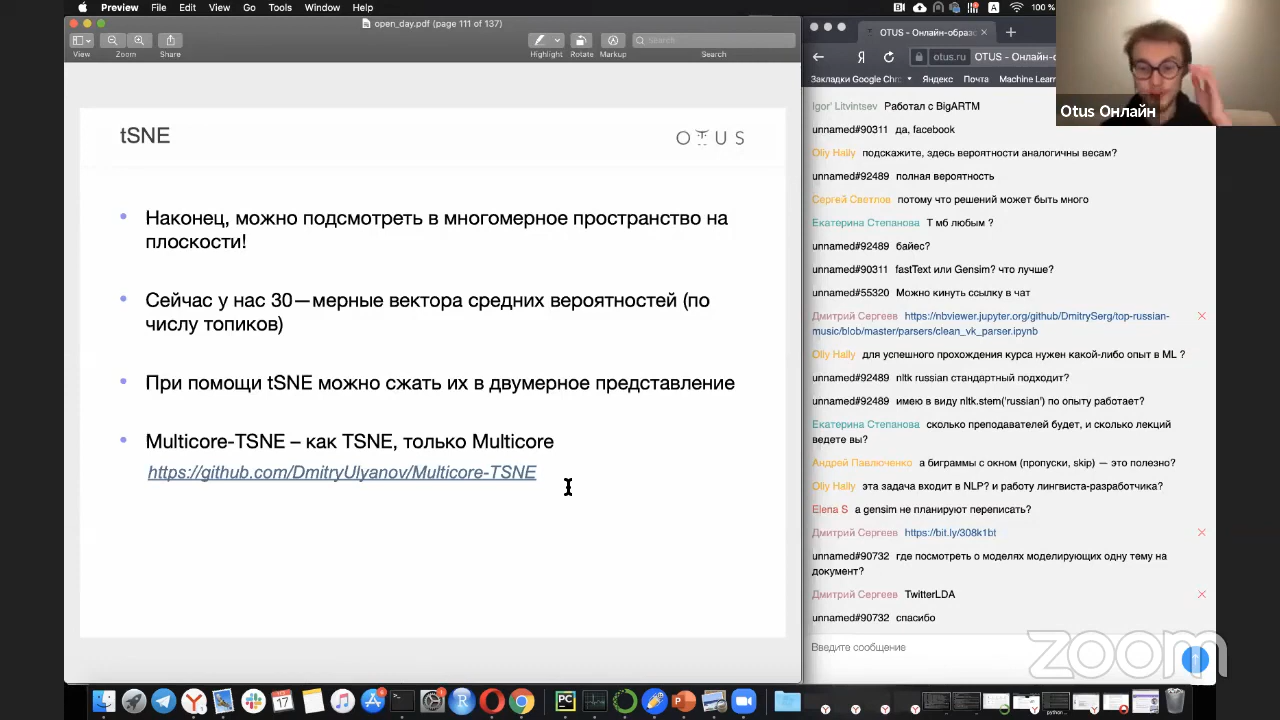 Preview File Edit View Go Tools Window Help
100 %
open_day.pdf (page 111 of 137)
View
Zoom
Share
Highlight
Rotate
Markup
Search
Search
tSNE
OTUS
• Наконец, можно подсмотреть в многомерное пространство на
плоскости!
• Сейчас у нас 30—мерные вектора средних вероятностей (по
числу топиков)
• При помощи tSNE можно сжать их в двумерное представление
• Multicore-TSNE – как TSNE, только Multicore
https://github.com/DmitryUlyanov/Multicore-TSNE
OTUS - Онлайн-образо
otus.ru OTUS - Онлайн-о
Закладки Google Chr Яндекс Почта Machine Lear
Otus Онлайн
Igor' Litvintsev Работал с BigARTM
unnamed#90311 да, facebook
Olly Hally подскажите, здесь вероятности аналогичны весам?
unnamed#92489 полная вероятность
Сергей Светлов потому что решений может быть много
Екатерина Степанова Т мб любым ?
unnamed#92489 байес?
unnamed#90311 fastText или Gensim? что лучше?
unnamed#55320 Можно кинуть ссылку в чат
Дмитрий Сергеев https://nbviewer.jupyter.org/github/DmitrySerg/top-russian-
music/blob/master/parsers/clean_vk_parser.ipynb
Olly Hally для успешного прохождения курса нужен какой-либо опыт в ML ?
unnamed#92489 nltk russian стандартный подходит?
unnamed#92489 имею в виду nltk.stem('russian') по опыту работает?
Екатерина Степанова сколько преподавателей будет, и сколько лекций
ведете вы?
Андрей Павлюченко а биграммы с окном (пропуски, skip) — это полезно?
Olly Hally эта задача входит в NLP? и работу лингвиста-разработчика?
Elena S а gensim не планируют переписать?
Дмитрий Сергеев https://bit.ly/308k1bt
unnamed#90732 где посмотреть о моделях моделирующих одну тему на
документ?
Дмитрий Сергеев TwitterLDA
unnamed#90732 спасибо
Введите сообщение
zoom